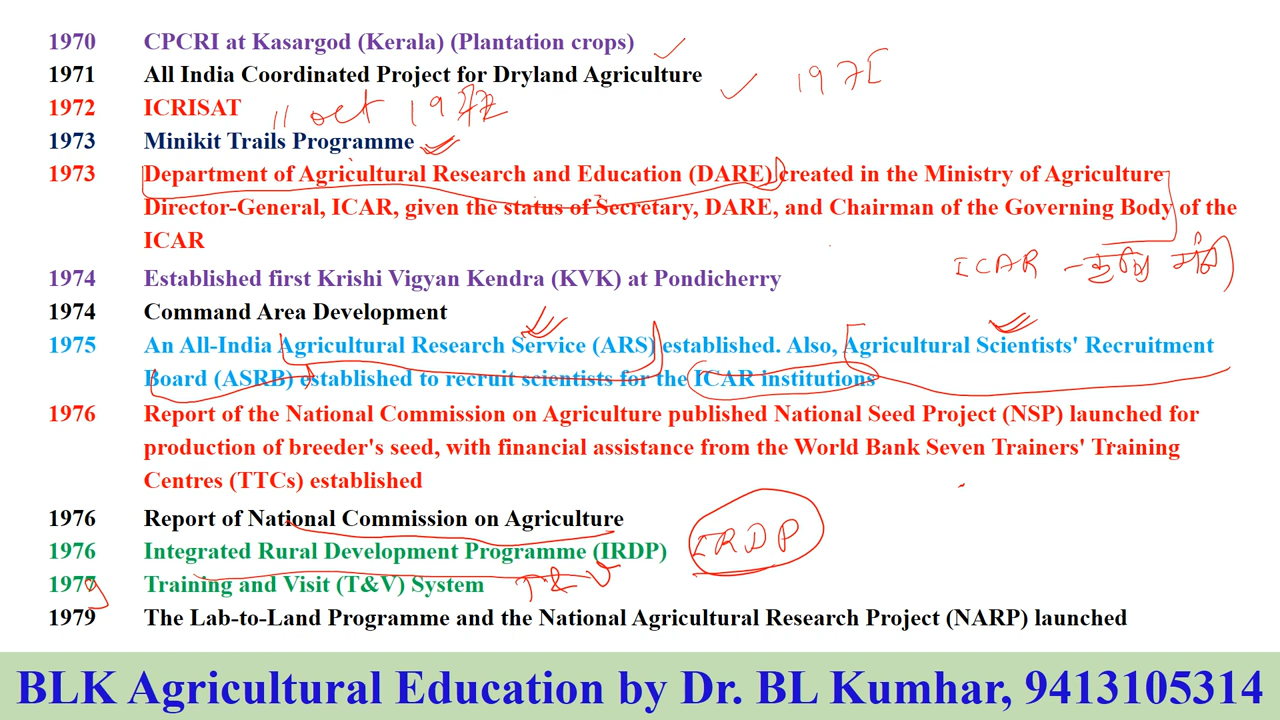 1970 CPCRI at Kasargod (Kerala) (Plantation crops)
1971 All India Coordinated Project for Dryland Agriculture
1972 ICRISAT 11 oct 1972
1973 Minikit Trails Programme
1973 Department of Agricultural Research and Education (DARE) created in the Ministry of Agriculture
Director-General, ICAR, given the status of Secretary, DARE, and Chairman of the Governing Body of the
ICAR
ICAR - कृषि मंत्री
1974 Established first Krishi Vigyan Kendra (KVK) at Pondicherry
1974 Command Area Development
1975 An All-India Agricultural Research Service (ARS) established. Also, Agricultural Scientists' Recruitment
Board (ASRB) established to recruit scientists for the ICAR institutions
1976 Report of the National Commission on Agriculture published National Seed Project (NSP) launched for
production of breeder's seed, with financial assistance from the World Bank Seven Trainers' Training
Centres (TTCs) established
1976 Report of National Commission on Agriculture
1976 Integrated Rural Development Programme (IRDP) IRDP
1977 Training and Visit (T&V) System T & V
1979 The Lab-to-Land Programme and the National Agricultural Research Project (NARP) launched
BLK Agricultural Education by Dr. BL Kumhar, 9413105314